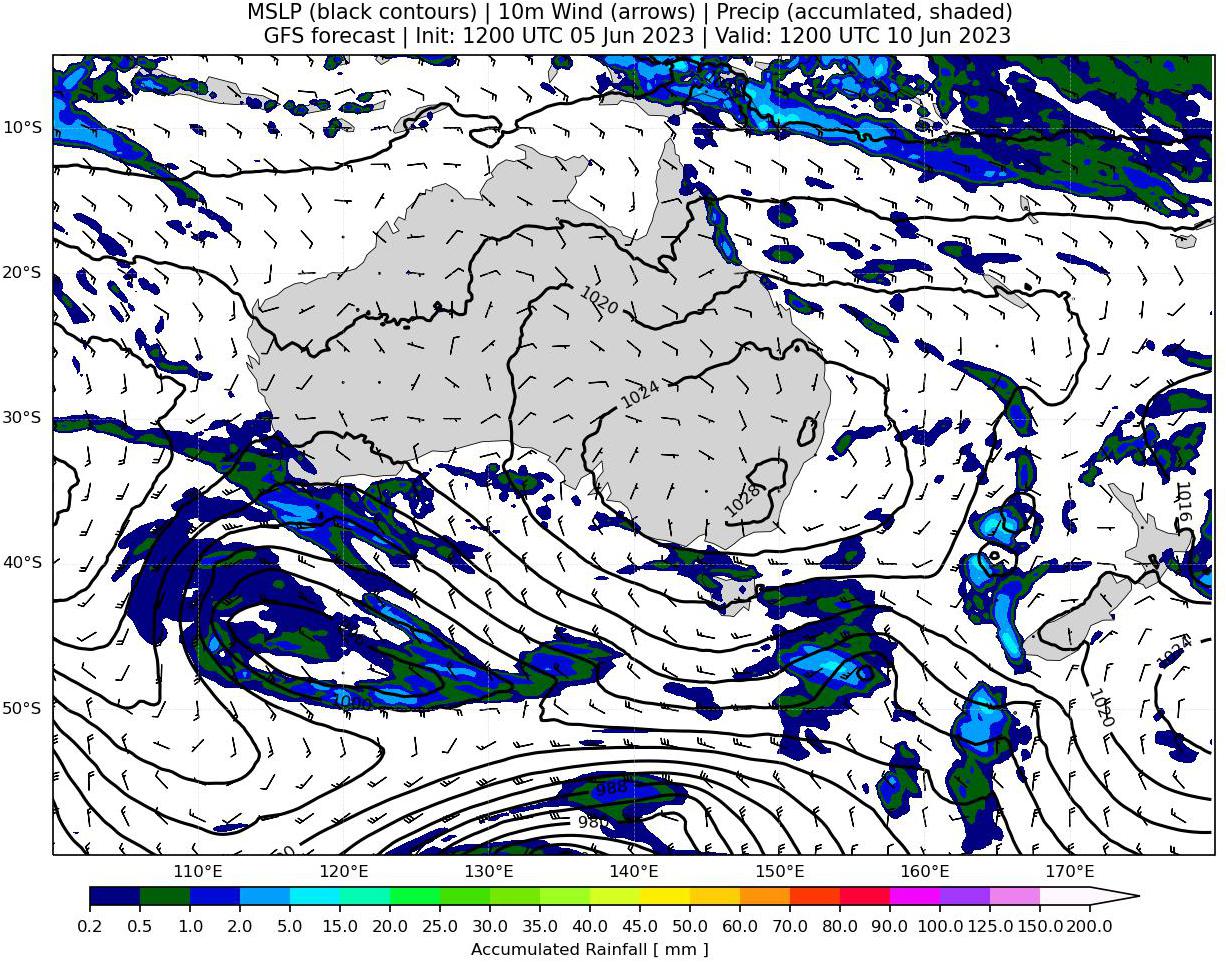 MSLP (black contours) | 10m Wind (arrows) | Precip (accumlated, shaded)
GFS forecast | Init: 1200 UTC 05 Jun 2023 | Valid: 1200 UTC 10 Jun 2023
10°S
20°S
1020
1024
30°S
1028
1016
40°S
1024
1000
1020
50°S
988
980
110°E 120°E 130°E 140°E 150°E 160°E 170°E
0.2 0.5 1.0 2.0 5.0 10.0 15.0 20.0 25.0 30.0 35.0 40.0 45.0 50.0 60.0 70.0 80.0 90.0 100.0 125.0 150.0 200.0
Accumulated Rainfall [ mm ]